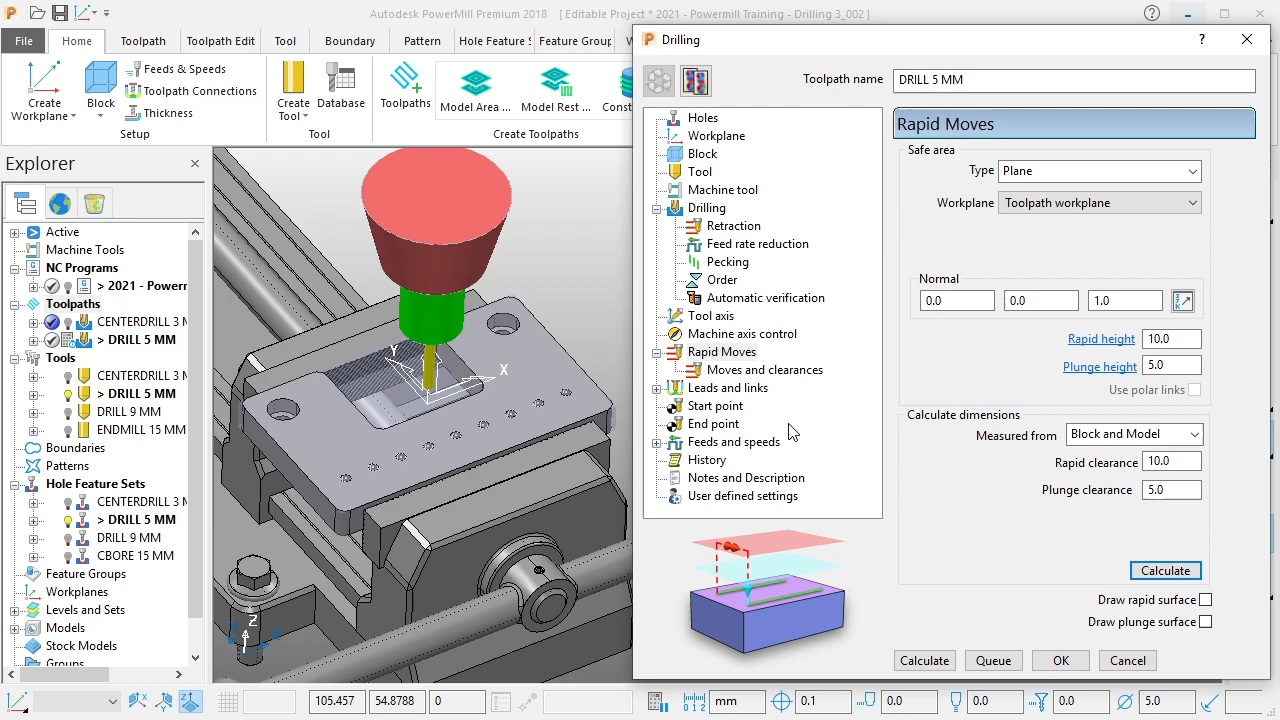 Autodesk PowerMill Premium 2018 [ Editable Project * 2021 - Powermill Training - Drilling 3_002 ]
File
Home
Toolpath
Toolpath Edit
Tool
Boundary
Pattern
Hole Feature S
Feature Group
Feeds & Speeds
Toolpath Connections
Thickness
Create
Workplane
Block
Setup
Create
Tool
Database
Tool
Toolpaths
Model Area ...
Model Rest ...
Const
Create Toolpaths
Explorer
Active
Machine Tools
NC Programs
> 2021 - Powern
Toolpaths
CENTERDRILL 3 M
> DRILL 5 MM
Tools
CENTERDRILL 3 M
> DRILL 5 MM
DRILL 9 MM
ENDMILL 15 MM
Boundaries
Patterns
Hole Feature Sets
CENTERDRILL 3 M
> DRILL 5 MM
DRILL 9 MM
CBORE 15 MM
Feature Groups
Workplanes
Levels and Sets
Models
Stock Models
Groups
Y
X
Z
Drilling
?
Toolpath name
DRILL 5 MM
Holes
Workplane
Block
Tool
Machine tool
Drilling
Retraction
Feed rate reduction
Pecking
Order
Automatic verification
Tool axis
Machine axis control
Rapid Moves
Moves and clearances
Leads and links
Start point
End point
Feeds and speeds
History
Notes and Description
User defined settings
Rapid Moves
Safe area
Type
Plane
Workplane
Toolpath workplane
Normal
0.0
0.0
1.0
Rapid height
10.0
Plunge height
5.0
Use polar links
Calculate dimensions
Measured from
Block and Model
Rapid clearance
10.0
Plunge clearance
5.0
Calculate
Draw rapid surface
Draw plunge surface
Calculate
Queue
OK
Cancel
105.457
54.8788
0
mm
0.1
0.0
0.0
0.0
5.0